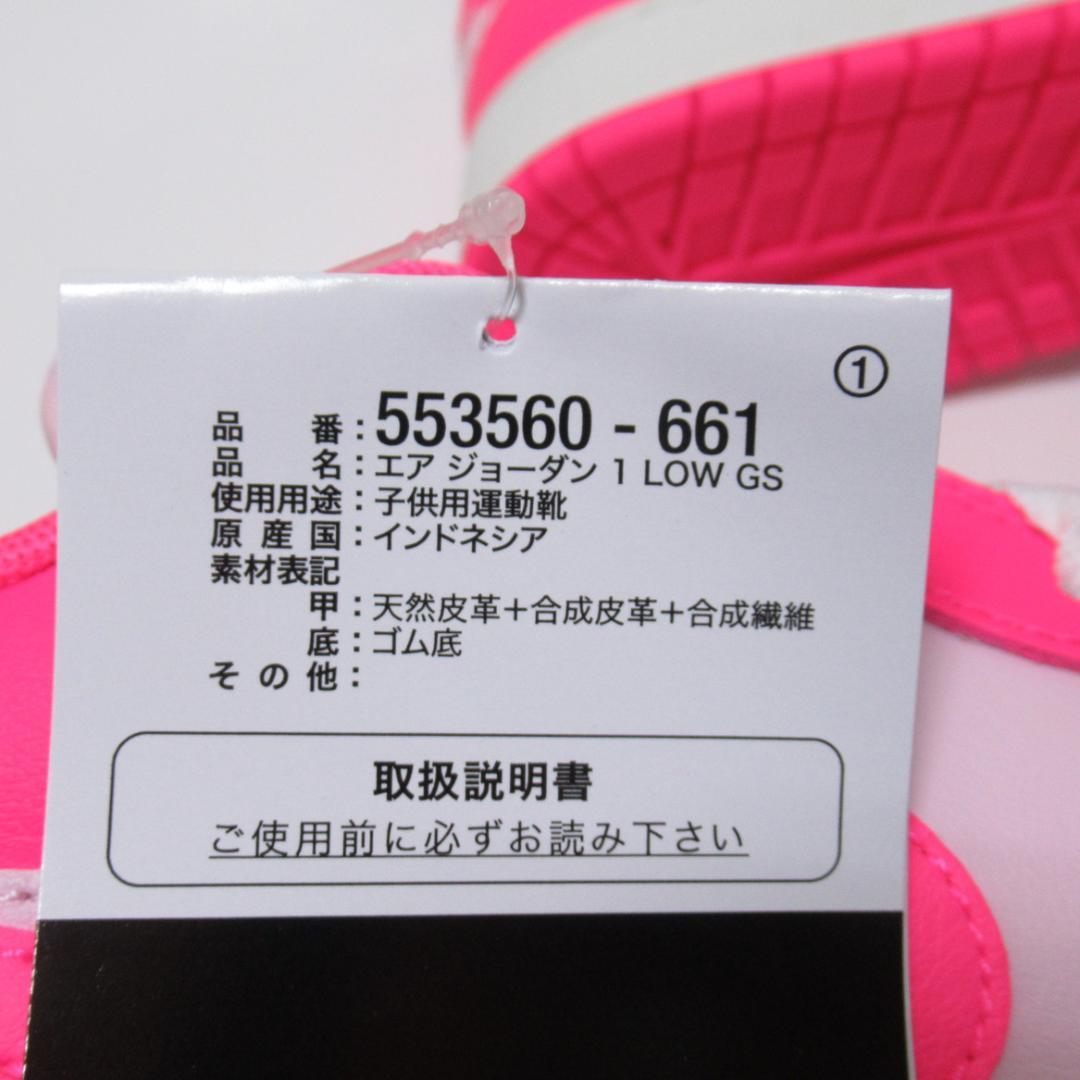 ①
品番：553560 - 661
品名：エア ジョーダン 1 LOW GS
使用用途：子供用運動靴
原産国：インドネシア
素材表記
甲：天然皮革＋合成皮革＋合成繊維
底：ゴム底
その他：
取扱説明書
ご使用前に必ずお読み下さい